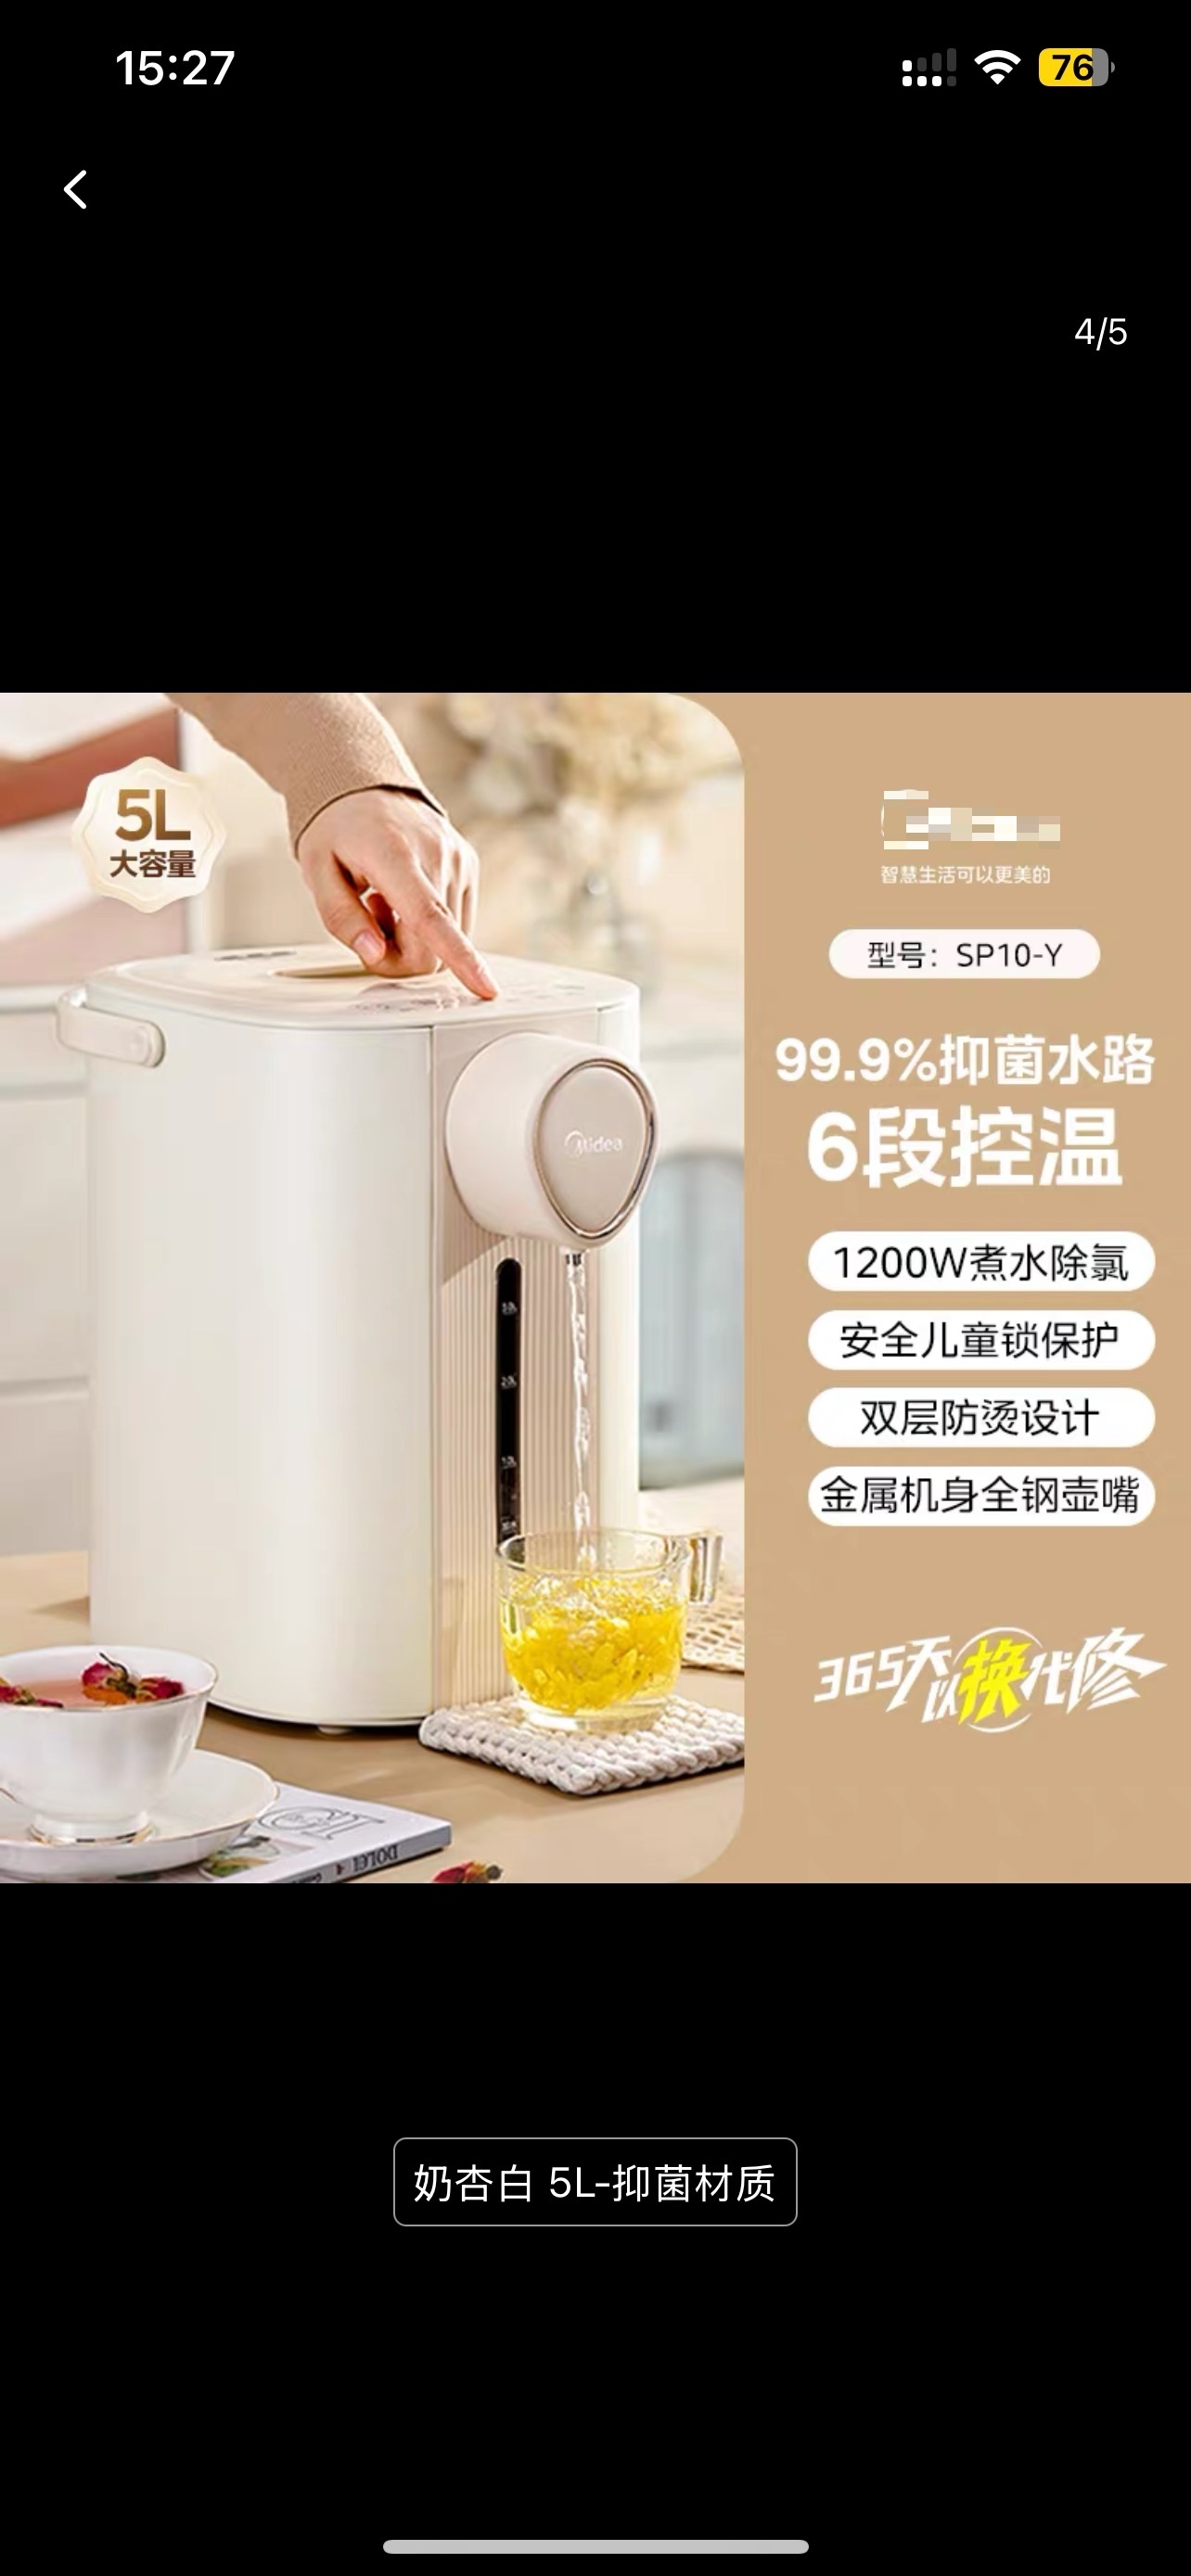 15:27
76
4/5
5L
大容量
智慧生活可以更美的
型号：SP10-Y
99.9%抑菌水路
6段控温
Midea
1200W煮水除氯
安全儿童锁保护
双层防烫设计
金属机身全钢壶嘴
365天以换代修
DOLCI
奶杏白 5L-抑菌材质